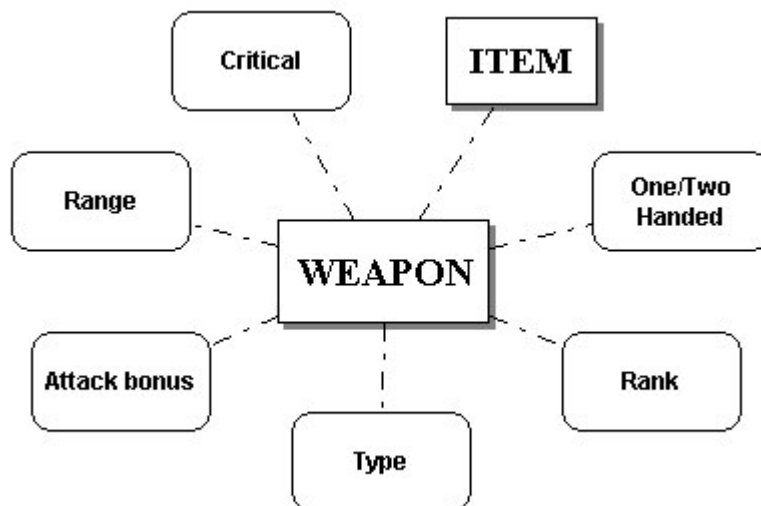 Critical
ITEM
Range
One/Two
Handed
WEAPON
Attack bonus
Rank
Type